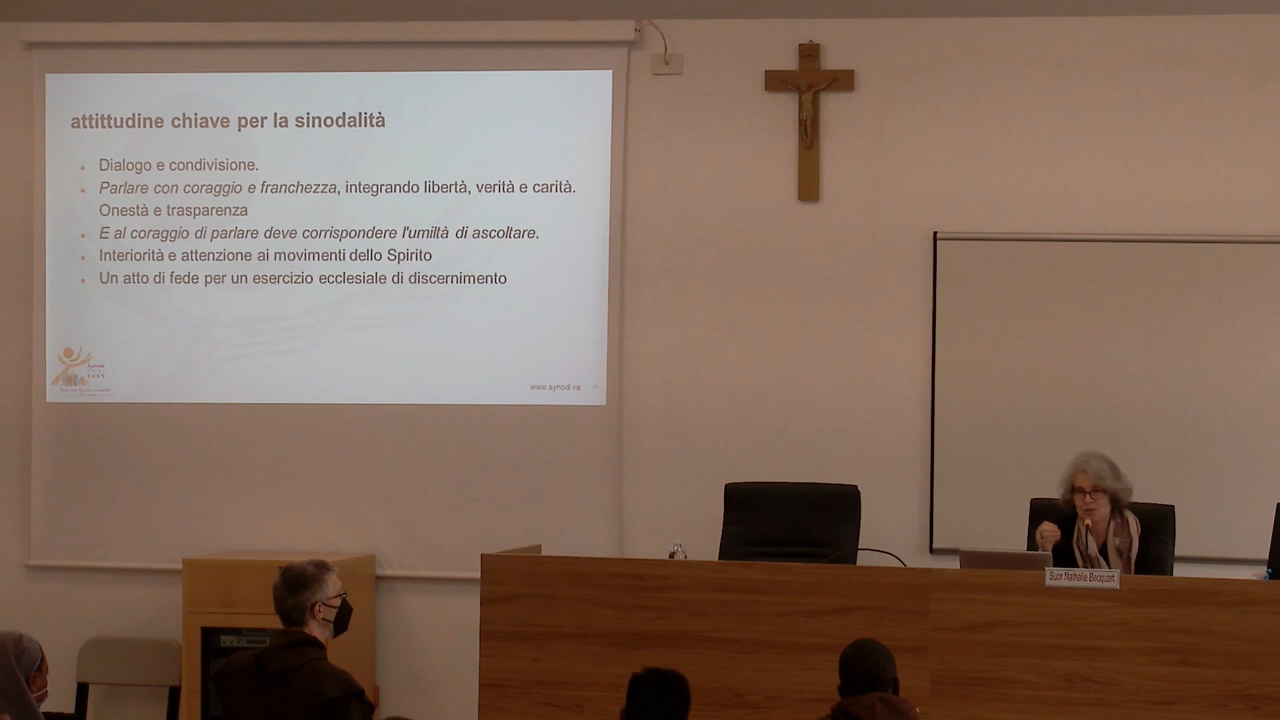 attittudine chiave per la sinodalità
Dialogo e condivisione.
Parlare con coraggio e franchezza, integrando libertà, verità e carità.
Onestà e trasparenza
E al coraggio di parlare deve corrispondere l'umiltà di ascoltare.
Interiorità e attenzione ai movimenti dello Spirito
Un atto di fede per un esercizio ecclesiale di discernimento
www.synod.va
Suor Nathalie Becquart